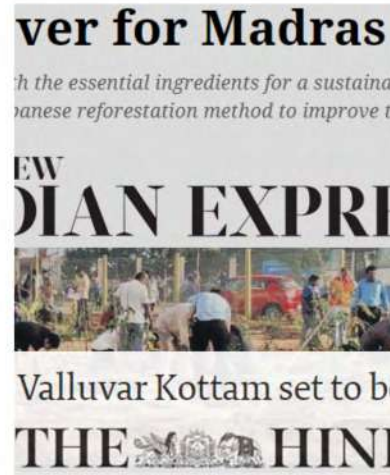 ver for Madras
h the essential ingredients for a sustaina
panese reforestation method to improve t
EW
DIAN EXPRE
Valluvar Kottam set to b
THE HIN